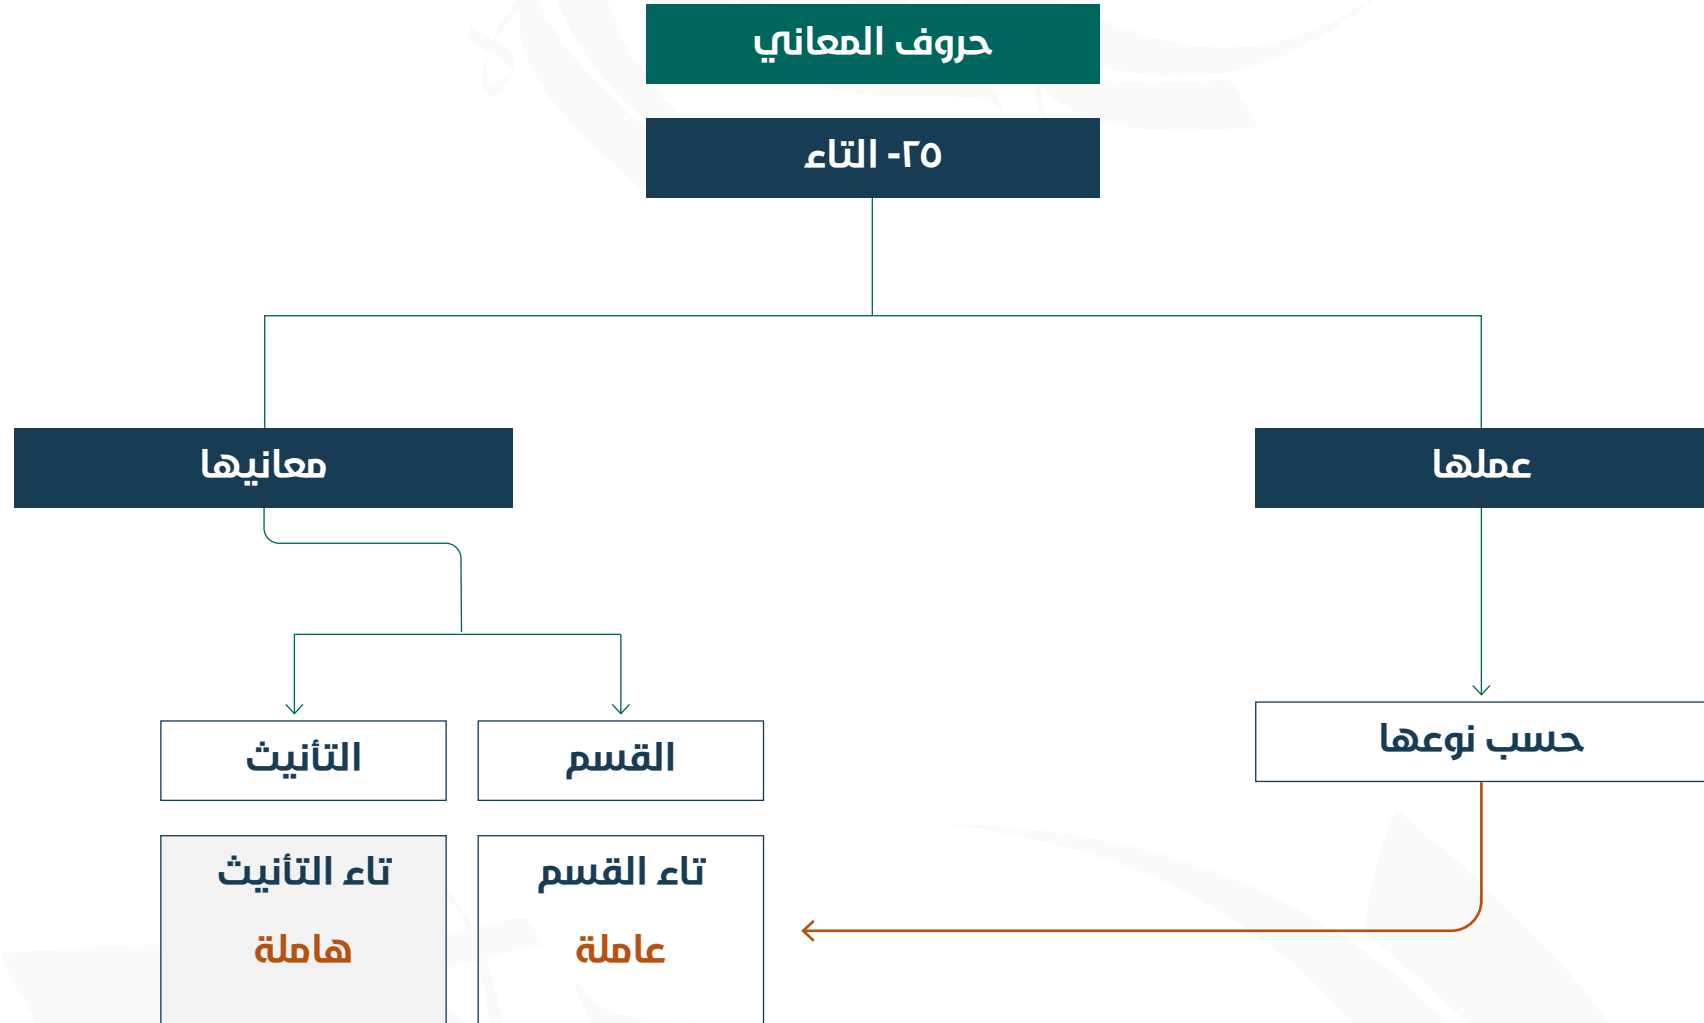 حروف المعاني
٢٥- التاء
عملها
معانيها
حسب نوعها
القسم
التأنيث
تاء القسم
عاملة
تاء التأنيث
هاملة